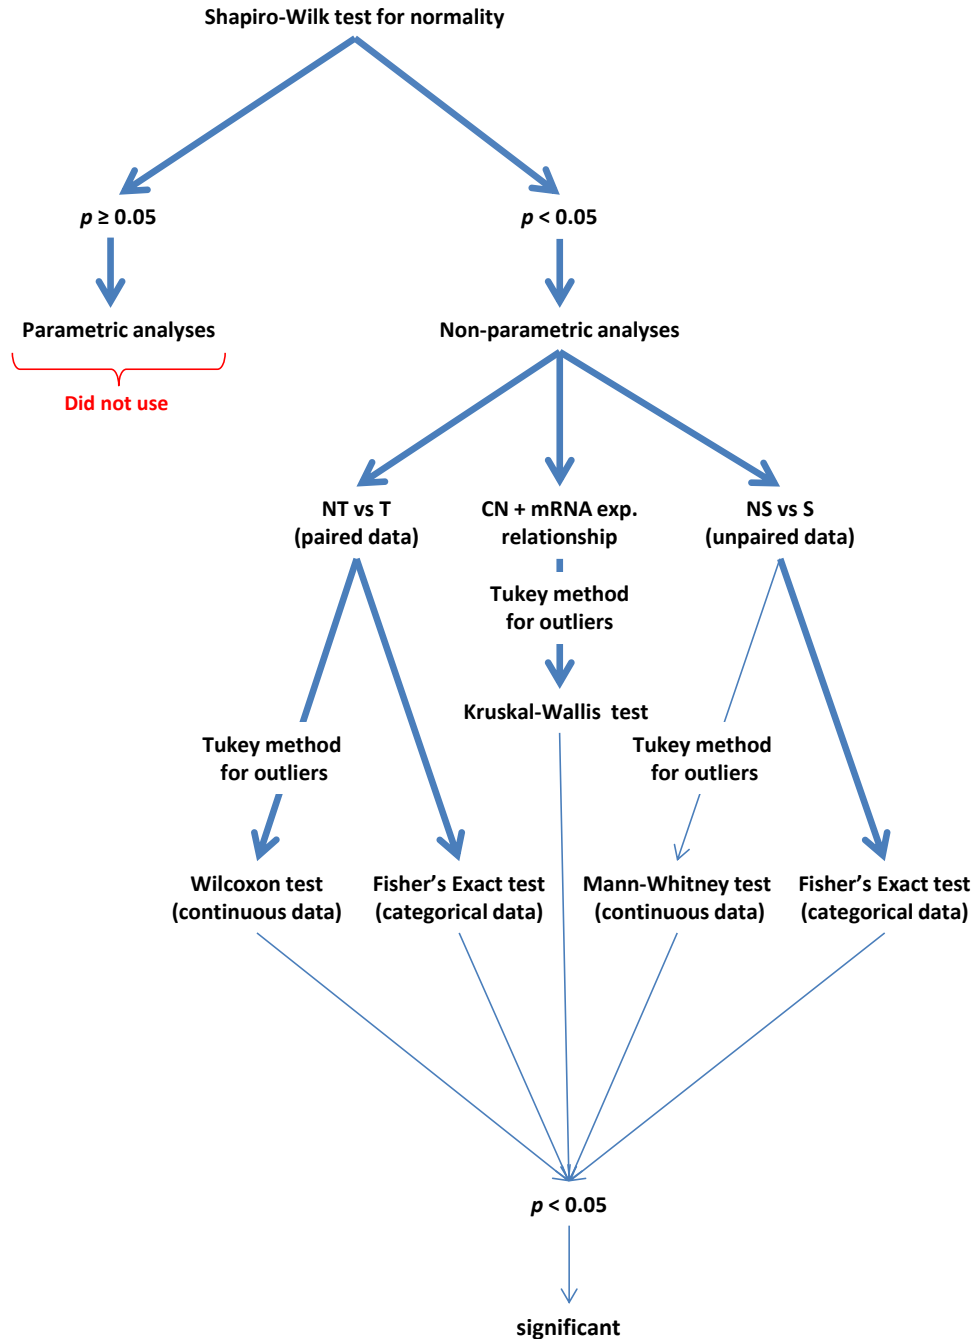 Shapiro-Wilk test for normality
p ≥ 0.05
p < 0.05
Parametric analyses
Non-parametric analyses
Did not use
NT vs T
(paired data)
CN + mRNA exp.
relationship
NS vs S
(unpaired data)
Tukey method
for outliers
Kruskal-Wallis test
Tukey method
for outliers
Tukey method
for outliers
Wilcoxon test
(continuous data)
Fisher’s Exact test
(categorical data)
Mann-Whitney test
(continuous data)
Fisher’s Exact test
(categorical data)
p < 0.05
significant